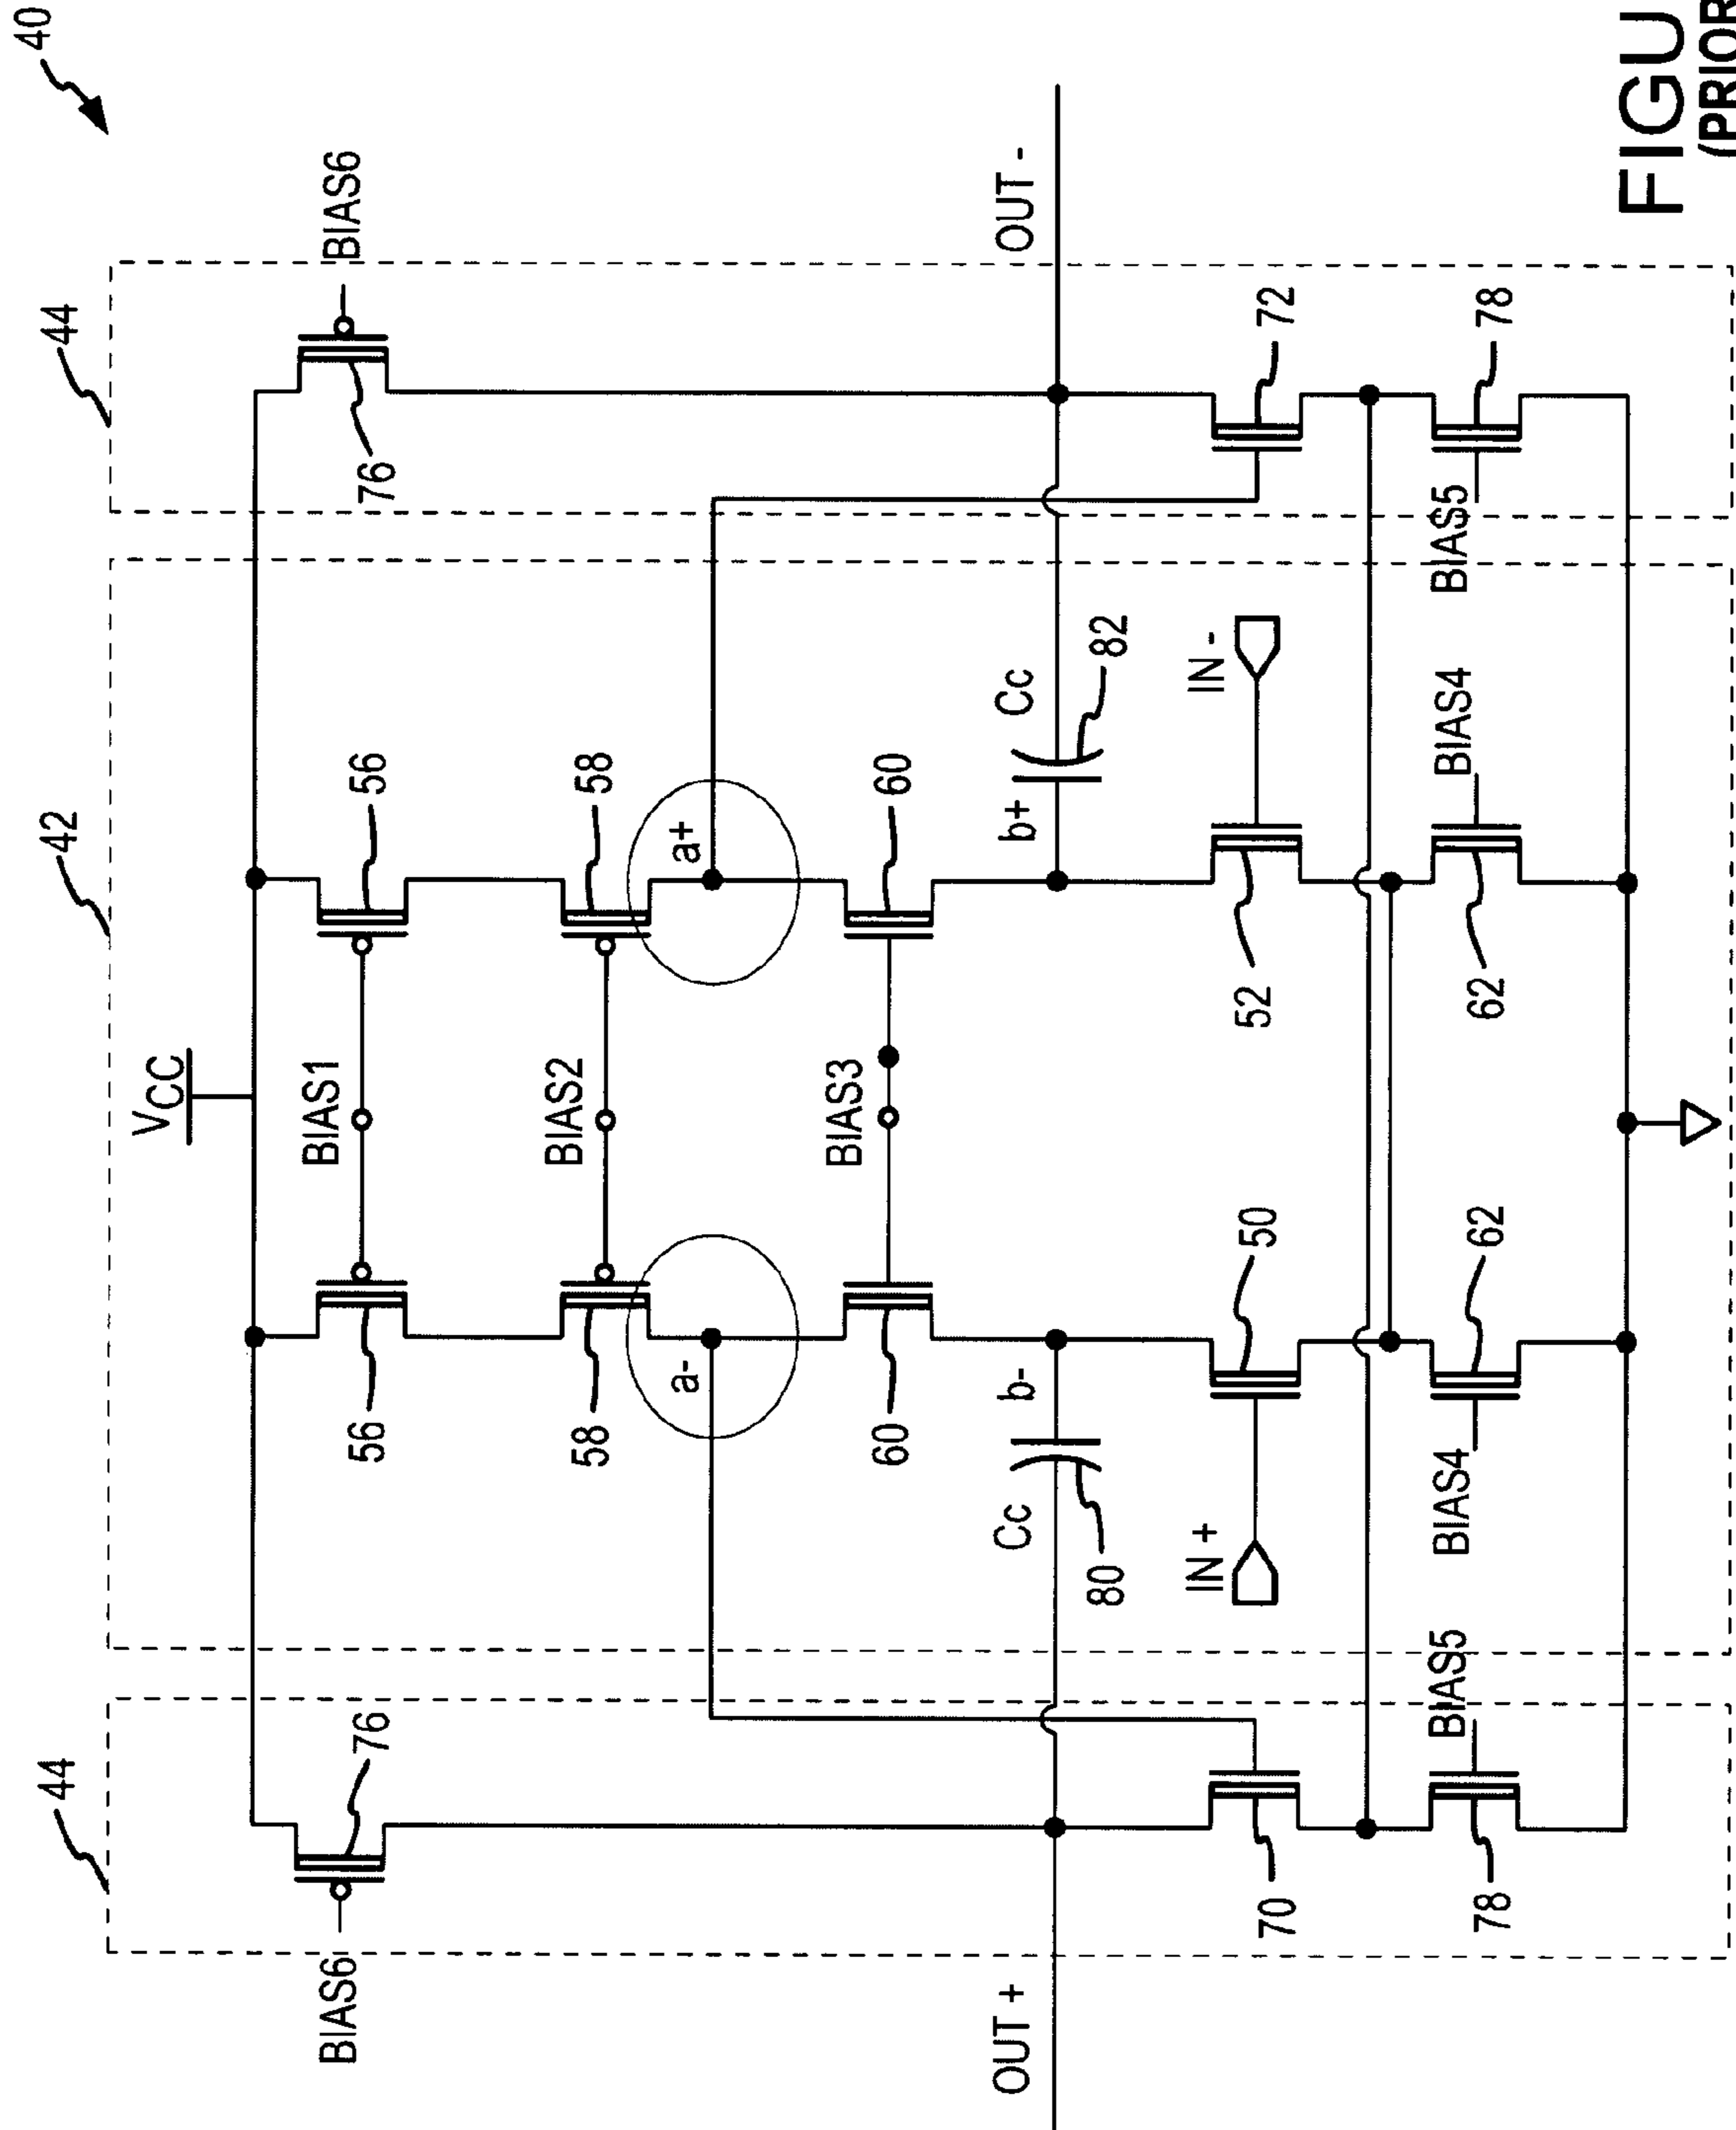 40
44
42
44
VCC
BIAS6
76
56
BIAS1
56
76
BIAS6
58
BIAS2
58
a-
a+
60
BIAS3
60
OUT +
Cc
b-
b+
Cc
OUT -
80
82
IN +
IN -
70
50
52
72
BIAS5
BIAS4
BIAS4
BIAS5
78
62
62
78
FIGU
(PRIOR